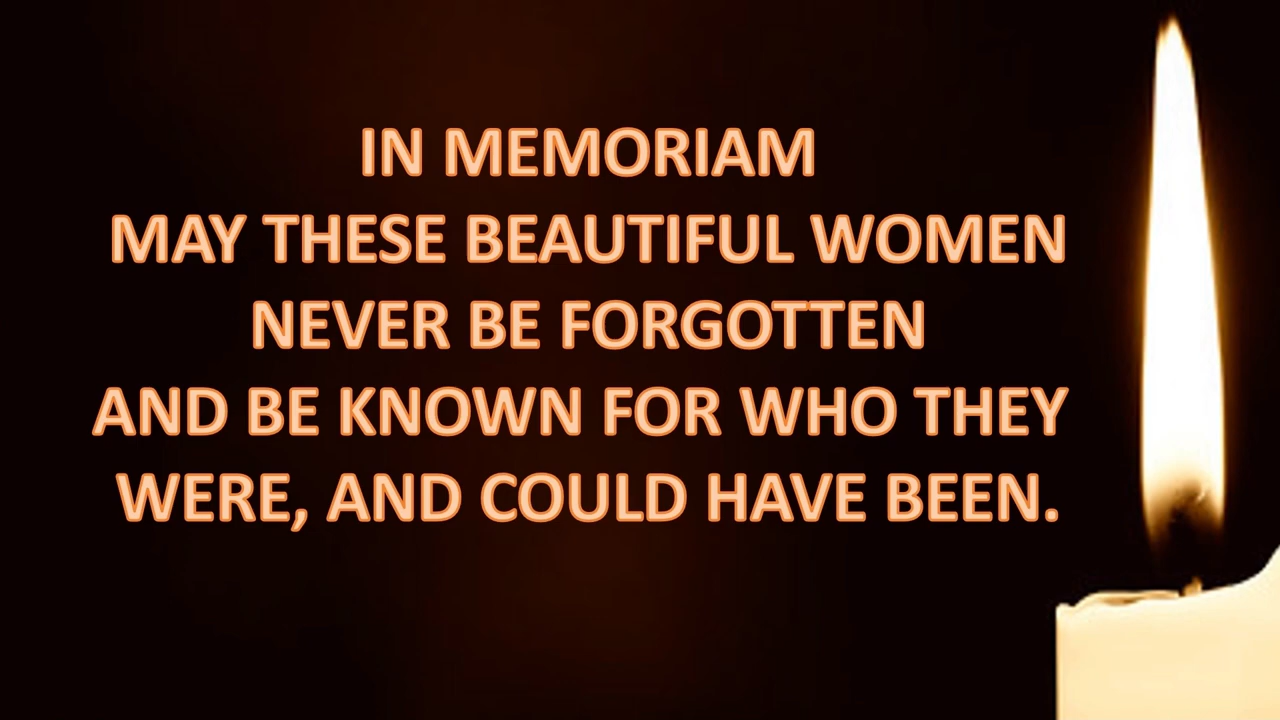 IN MEMORIAM
MAY THESE BEAUTIFUL WOMEN
NEVER BE FORGOTTEN
AND BE KNOWN FOR WHO THEY
WERE, AND COULD HAVE BEEN.